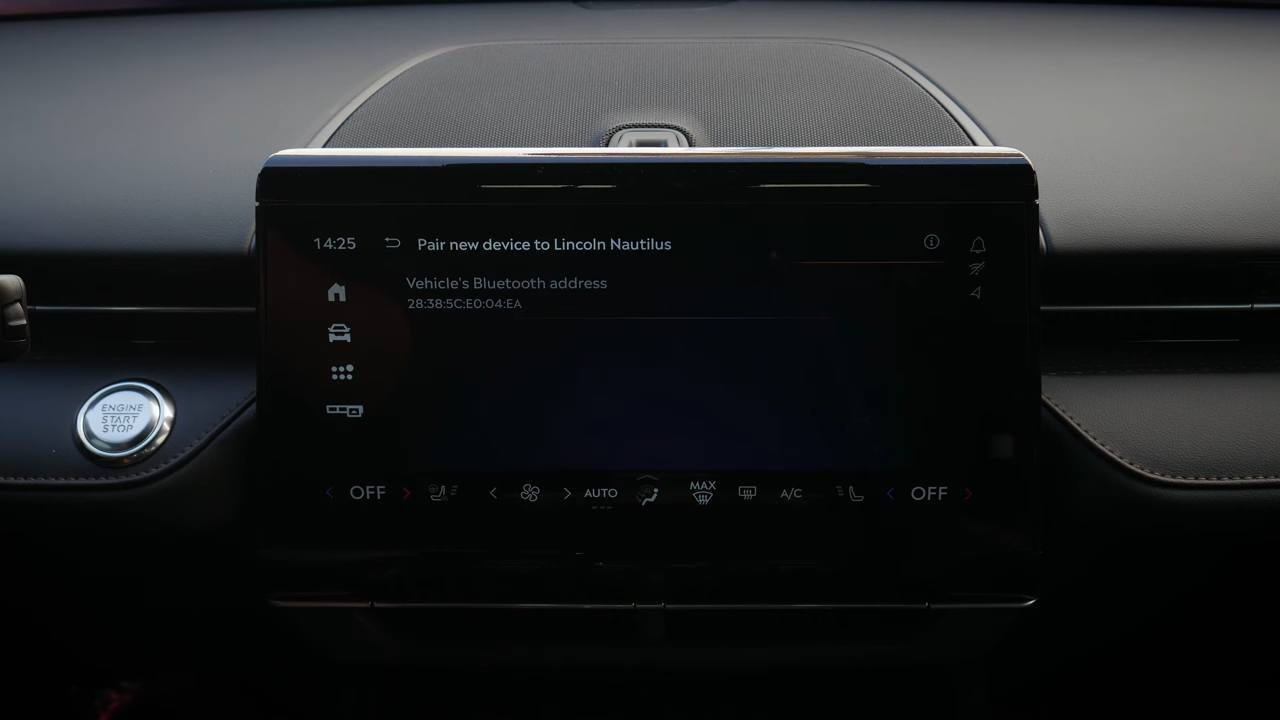 14:25
Pair new device to Lincoln Nautilus
Vehicle's Bluetooth address
28:38:5C:E0:04:EA
ENGINE
START
STOP
OFF
AUTO
MAX
A/C
OFF